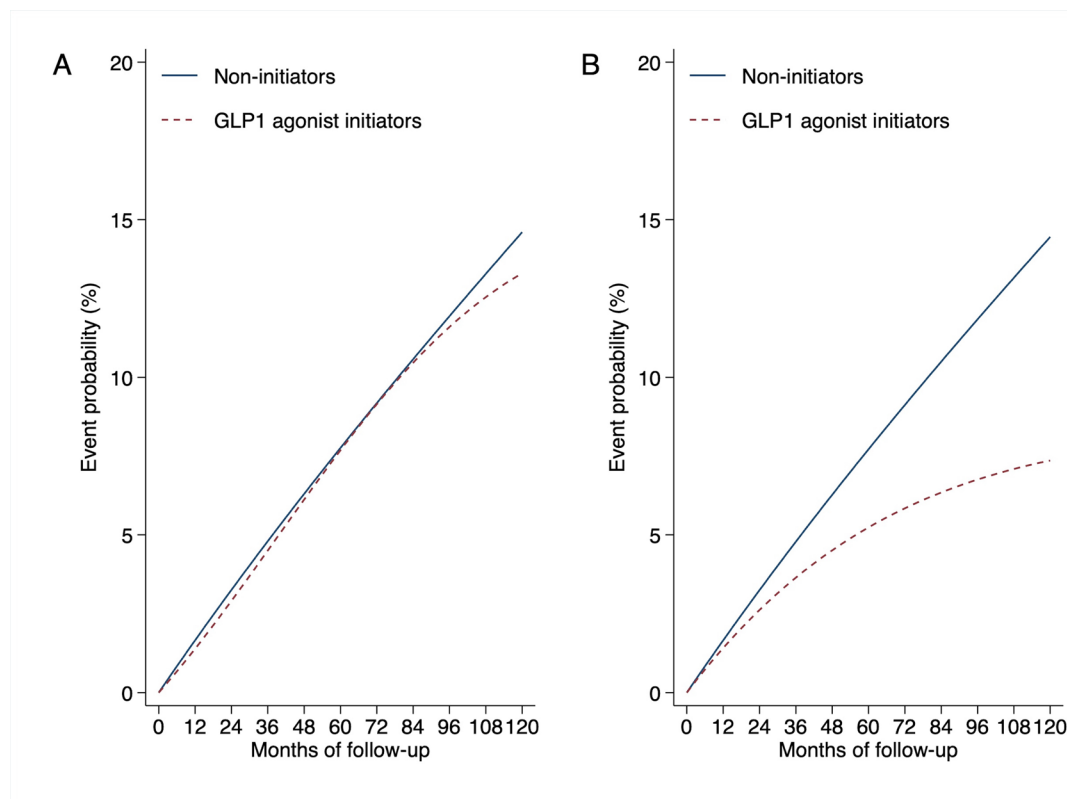 A
20
15
10
5
0
Event probability (%)
Non-initiators
GLP1 agonist initiators
0 12 24 36 48 60 72 84 96 108 120
Months of follow-up
B
20
15
10
5
0
Event probability (%)
Non-initiators
GLP1 agonist initiators
0 12 24 36 48 60 72 84 96 108 120
Months of follow-up